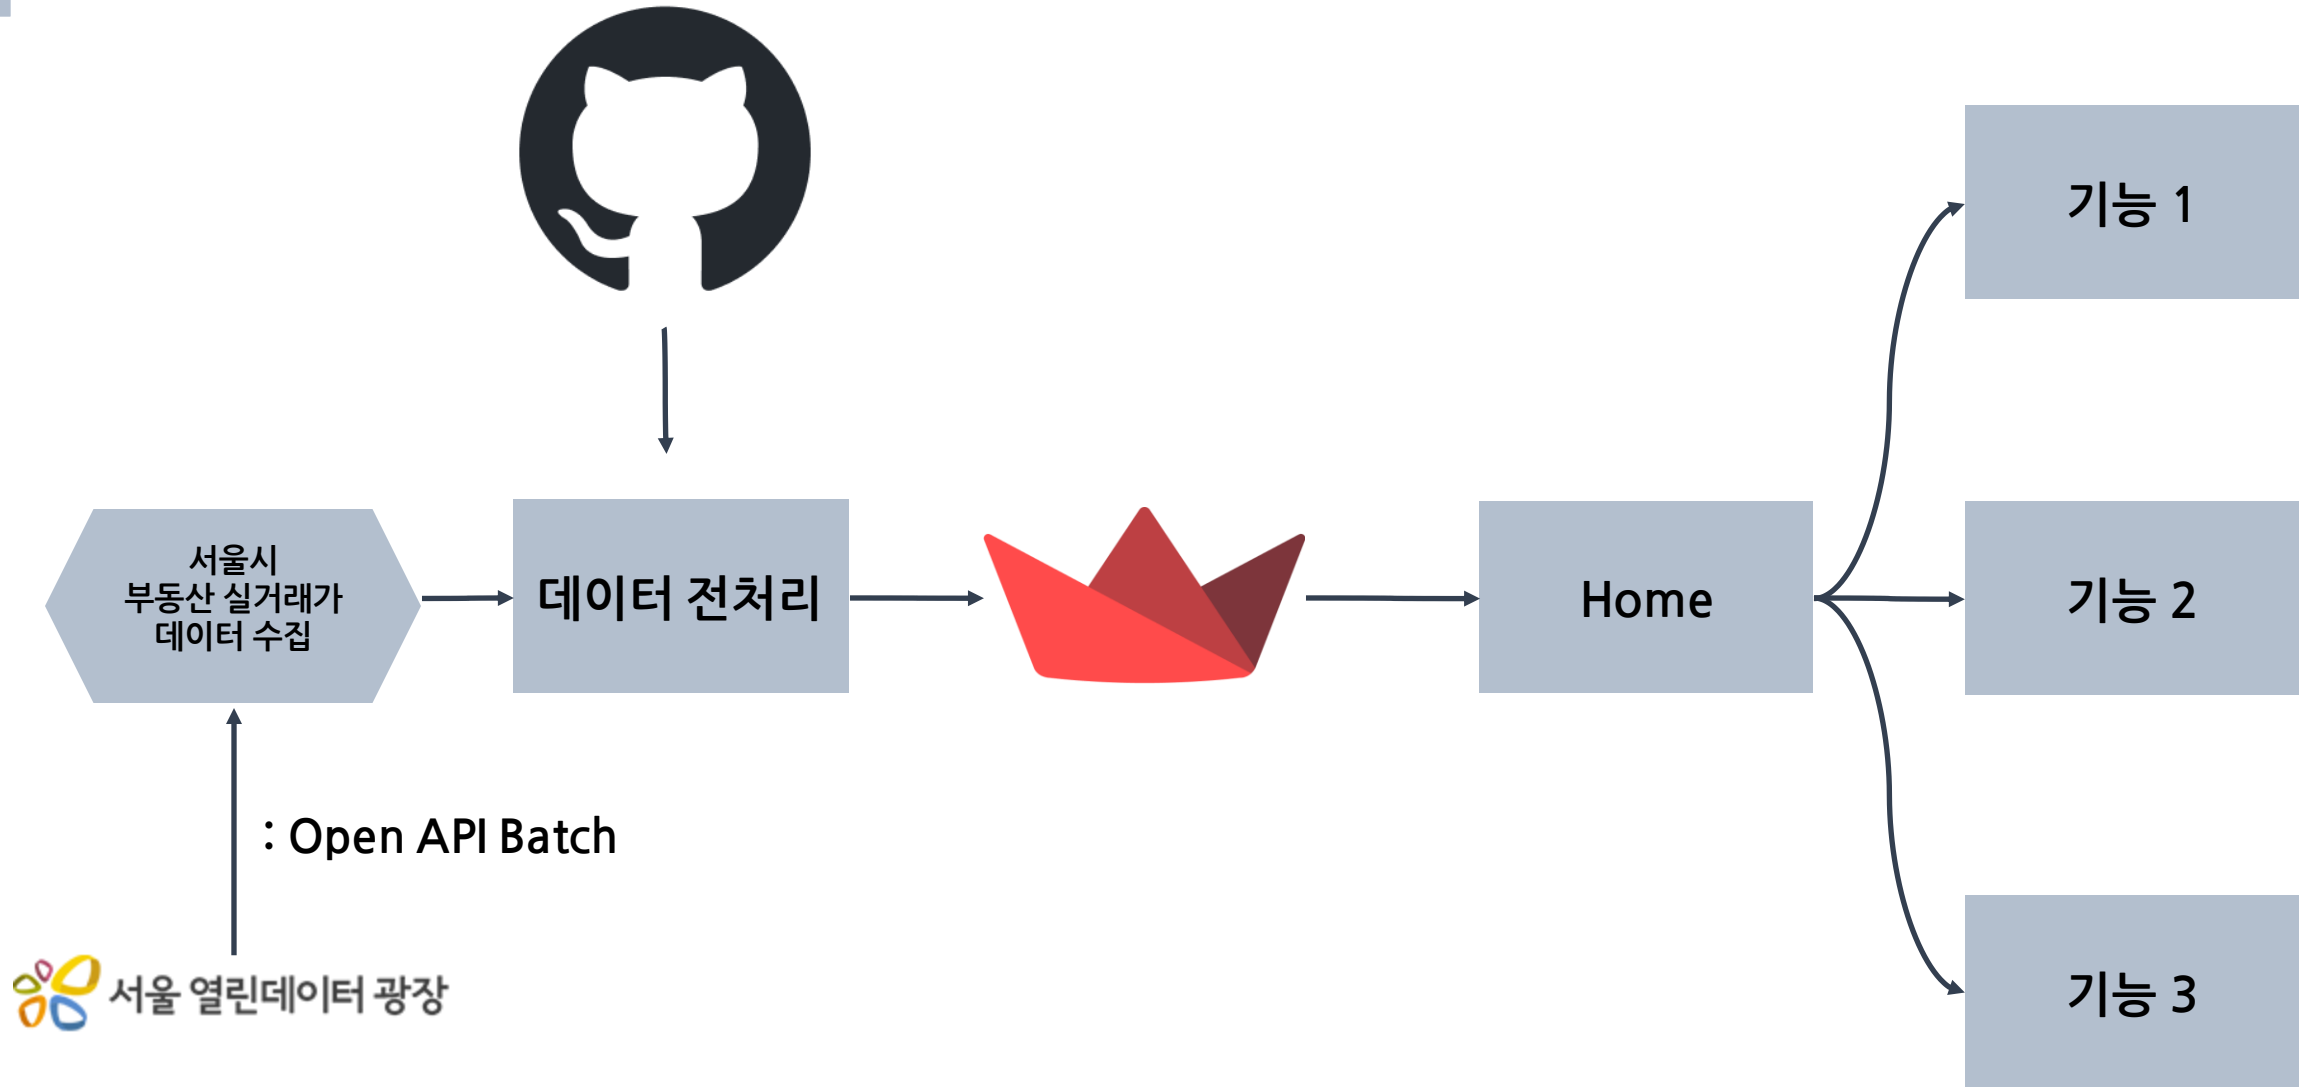 기능 1
서울시
부동산 실거래가
데이터 수집
데이터 전처리
Home
기능 2
: Open API Batch
서울 열린데이터 광장
기능 3